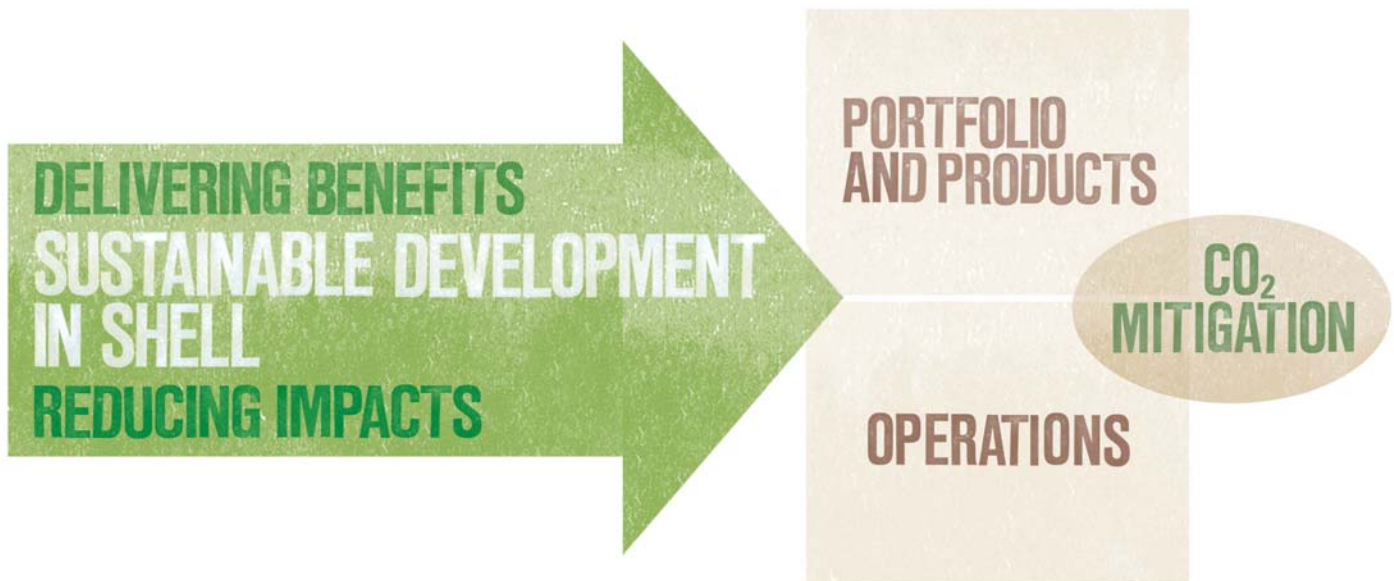 DELIVERING BENEFITS
SUSTAINABLE DEVELOPMENT
IN SHELL
REDUCING IMPACTS
PORTFOLIO
AND PRODUCTS
OPERATIONS
CO₂
MITIGATION